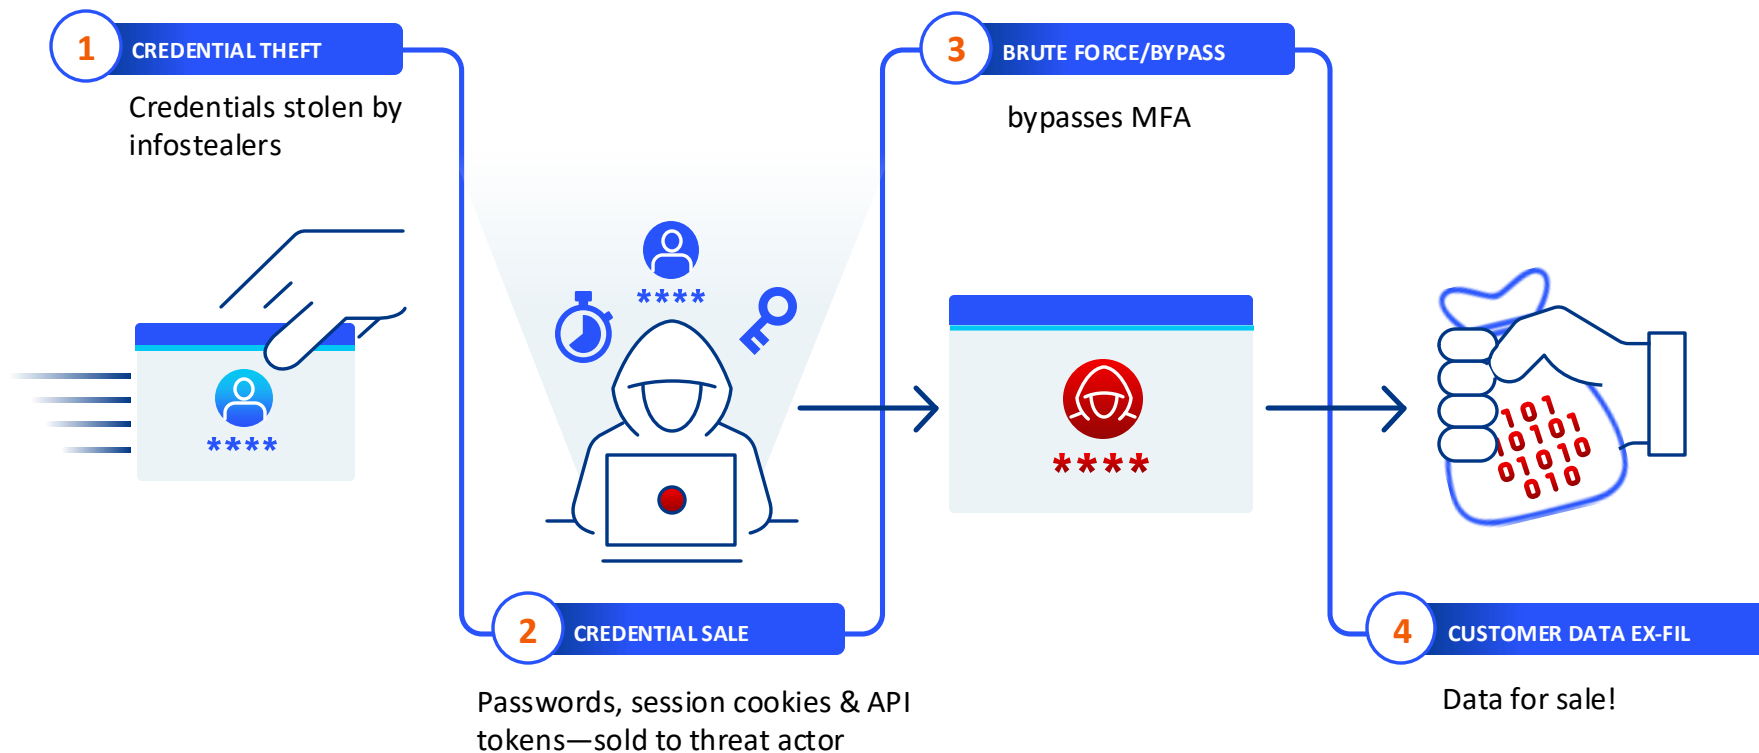 1
CREDENTIAL THEFT
Credentials stolen by
infostealers
****
2
CREDENTIAL SALE
Passwords, session cookies & API
tokens—sold to threat actor
****
3
BRUTE FORCE/BYPASS
bypasses MFA
****
4
CUSTOMER DATA EX-FIL
Data for sale!
101
10101
01010
010